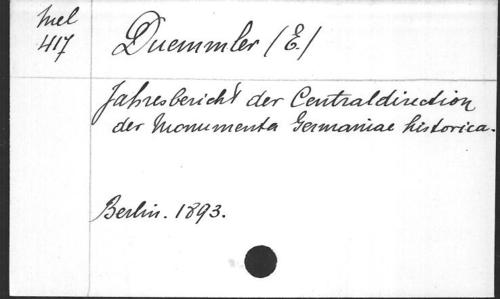 Mel
417
Duemmler (E.)
Jahresbericht der Centraldirection
der Monumenta Germaniae historica.
Berlin. 1893.